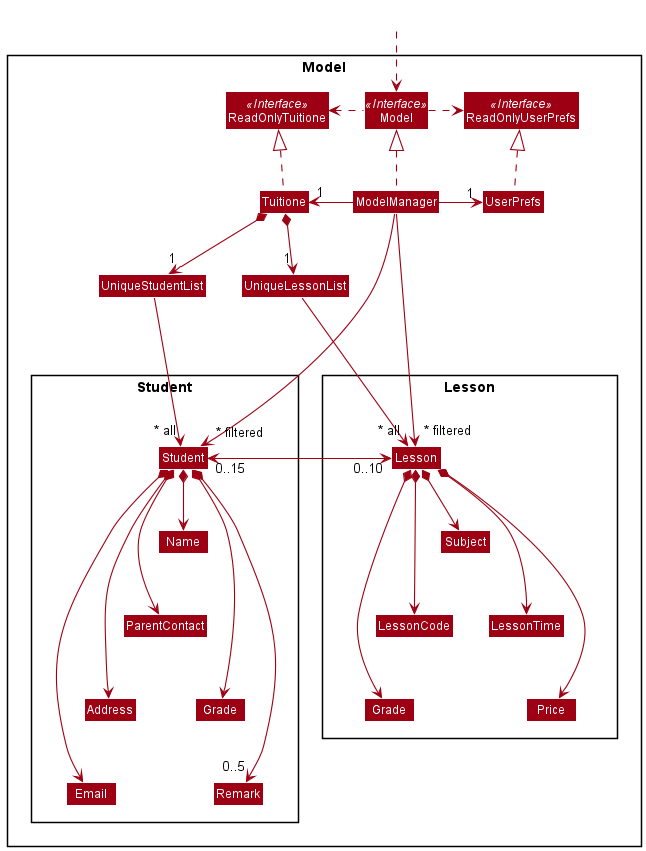 Model
«Interface»
ReadOnlyTuitione
«Interface»
Model
«Interface»
ReadOnlyUserPrefs
1
1
Tuitione
ModelManager
UserPrefs
1
1
UniqueStudentList
UniqueLessonList
Student
Lesson
* all
* filtered
* all
* filtered
Student
Lesson
0..15
0..10
Name
Subject
ParentContact
LessonCode
LessonTime
Address
Grade
Grade
Price
0..5
Email
Remark